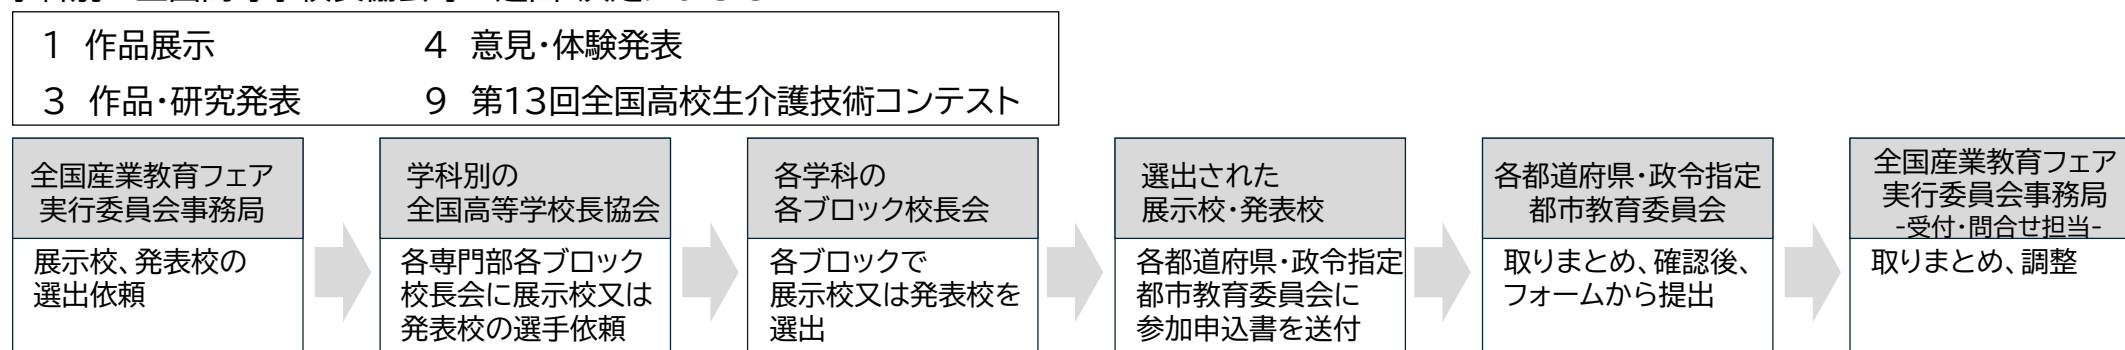 1 作品展示
4 意見・体験発表
3 作品・研究発表
9 第13回全国高校生介護技術コンテスト
全国産業教育フェア
実行委員会事務局
展示校、発表校の
選出依頼
学科別の
全国高等学校長協会
各専門部各ブロック
校長会に展示校又は
発表校の選手依頼
各学科の
各ブロック校長会
各ブロックで
展示校又は発表校を
選出
選出された
展示校・発表校
各都道府県・政令指定
都市教育委員会に
参加申込書を送付
各都道府県・政令指定
都市教育委員会
取りまとめ、確認後、
フォームから提出
全国産業教育フェア
実行委員会事務局
-受付・問合せ担当-
取りまとめ、調整